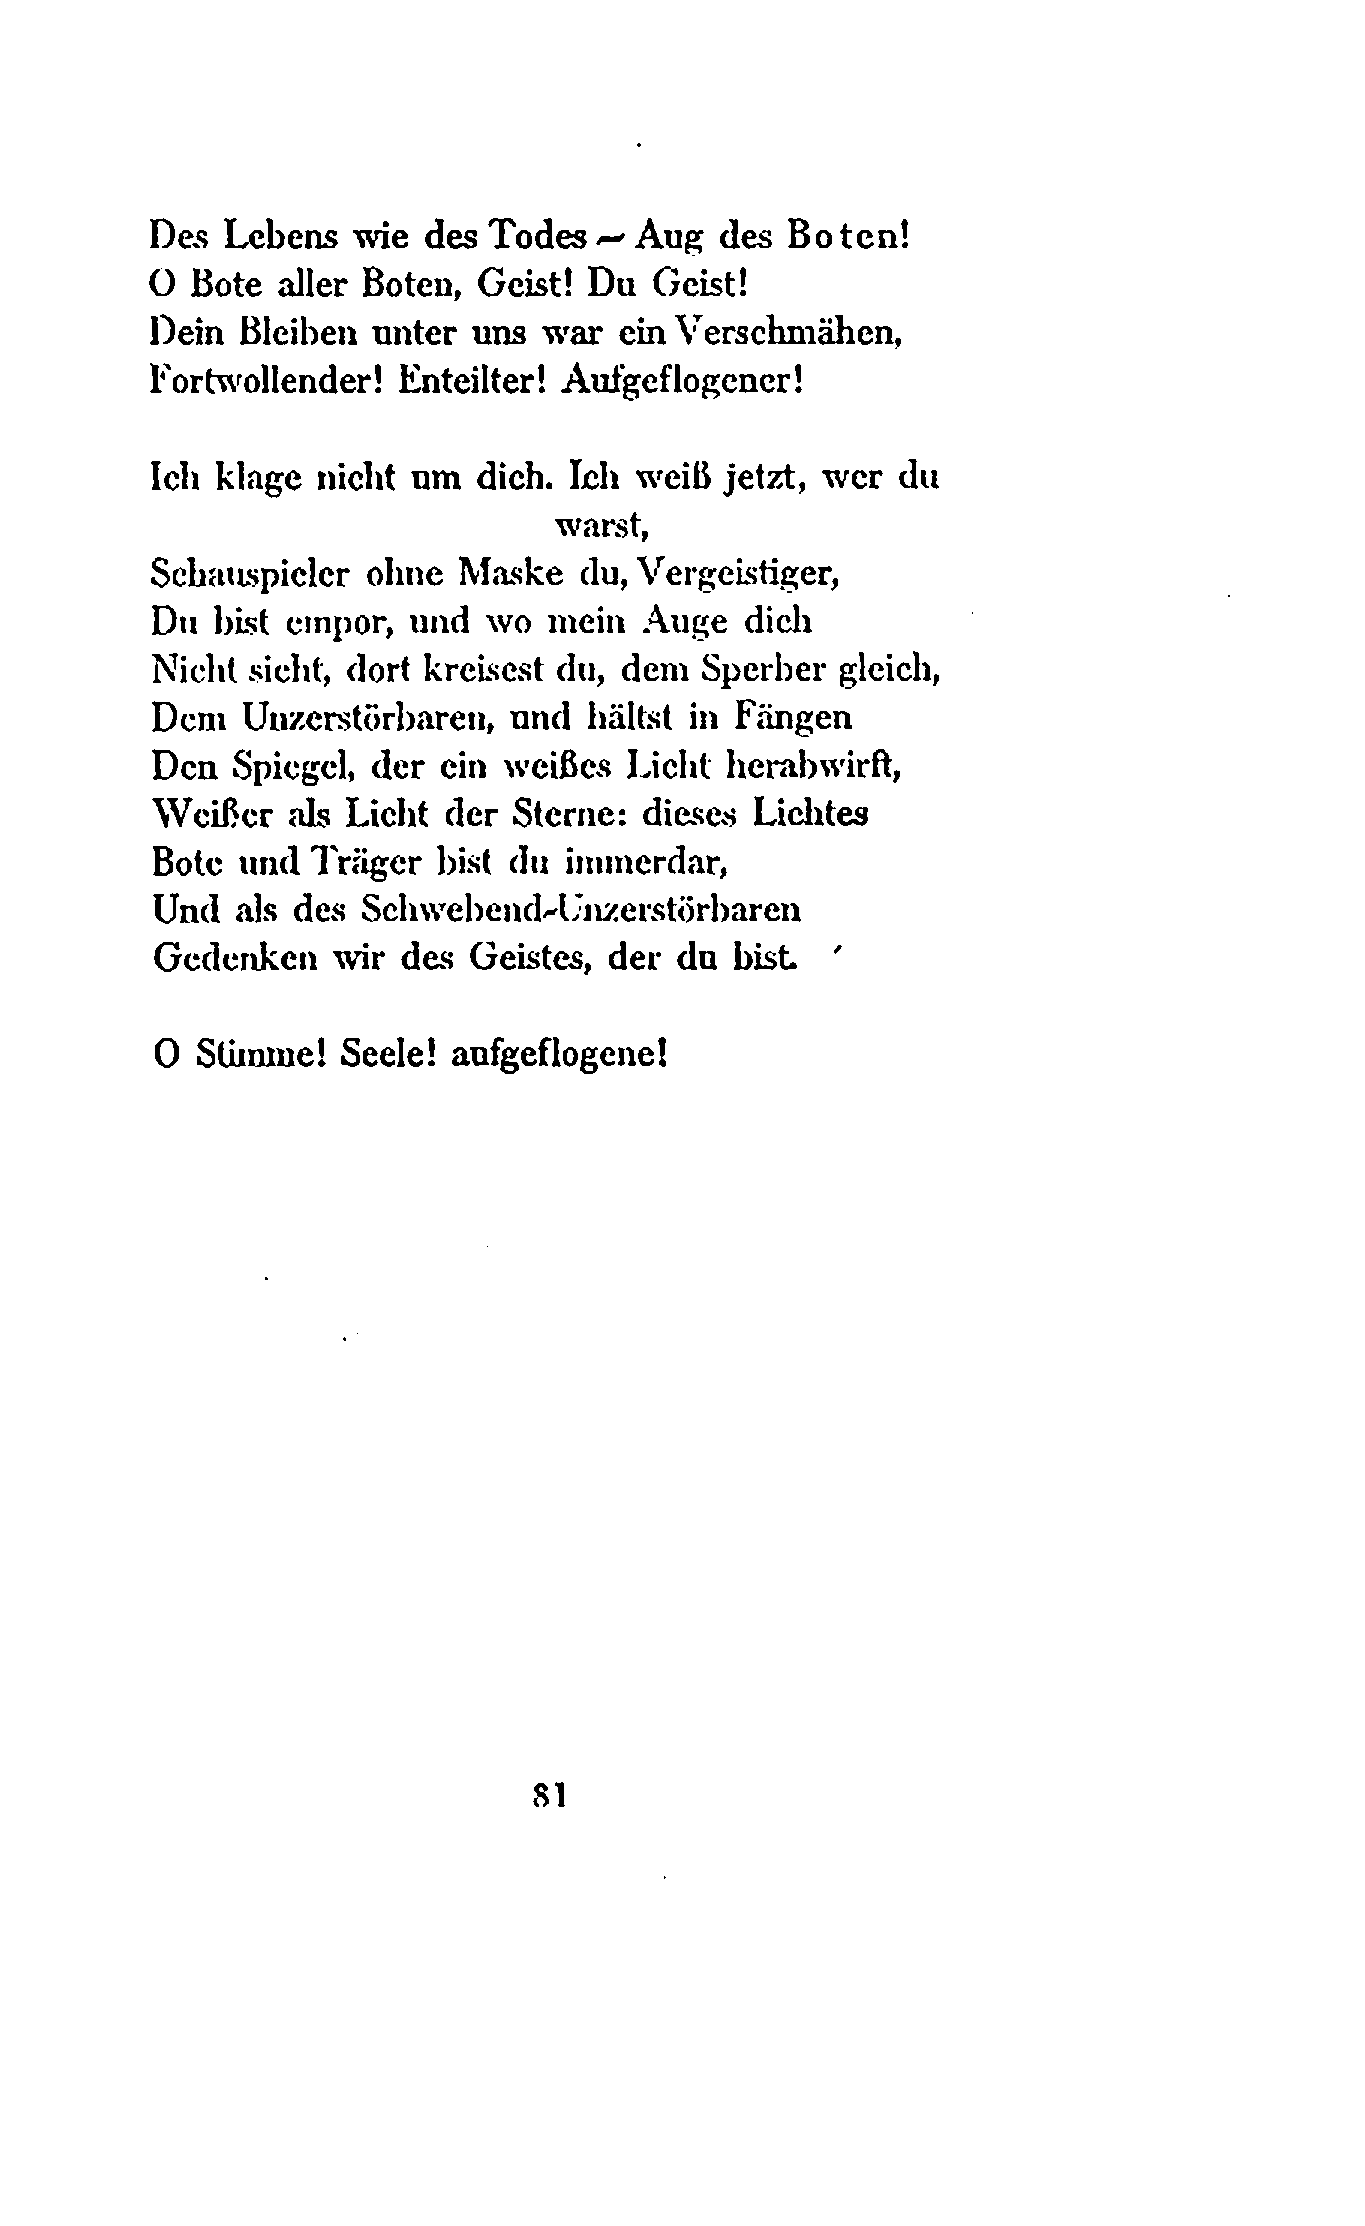 Des Lebens wie des Todes – Aug des Boten!
O Bote aller Boten, Geist! Du Geist!
Dein Bleiben unter uns war ein Verschmähen,
Fortwollender! Enteilter! Aufgeflogener!
Ich klage nicht um dich. Ich weiß jetzt, wer du
warst,
Schauspieler ohne Maske du, Vergeistiger,
Du bist empor, und wo mein Auge dich
Nicht sieht, dort kreisest du, dem Sperber gleich,
Dem Unzerstörbaren, und hältst in Fängen
Den Spiegel, der ein weißes Licht herabwirft,
Weißer als Licht der Sterne: dieses Lichtes
Bote und Träger bist du immerdar,
Und als des Schwebend-Unzerstörbaren
Gedenken wir des Geistes, der du bist.
O Stimme! Seele! aufgeflogene!
81